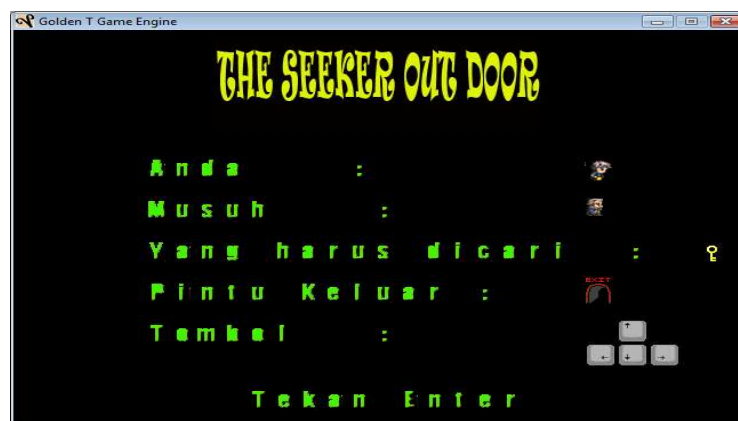 Golden T Game Engine
THE SEEKER OUT DOOR
Anda :
Musuh :
Yang harus dicari :
Pintu Keluar :
EXIT
Tombol :
↑
← ↓ →
Tekan Enter